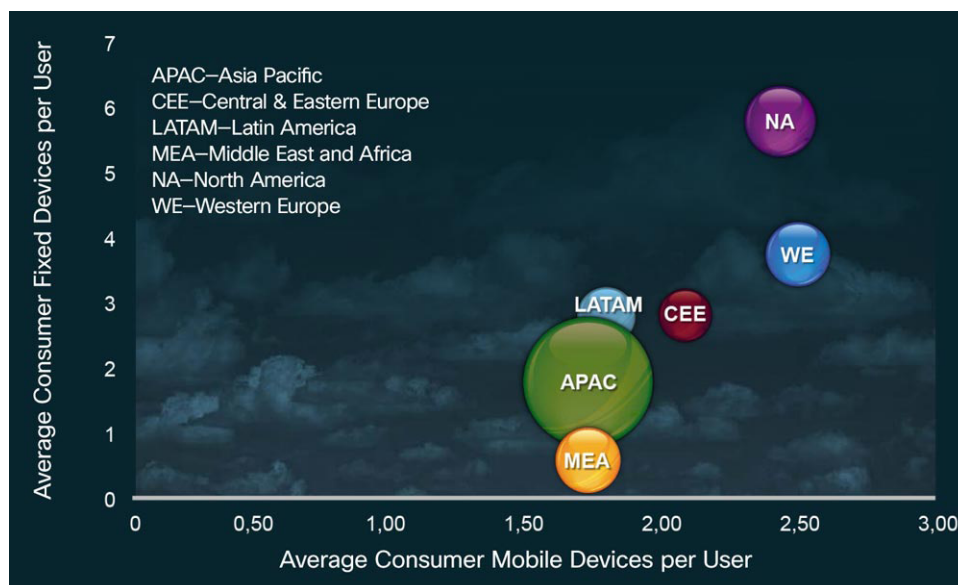 Average Consumer Fixed Devices per User
7
6
5
4
3
2
1
0
APAC–Asia Pacific
CEE–Central & Eastern Europe
LATAM–Latin America
MEA–Middle East and Africa
NA–North America
WE–Western Europe
NA
WE
LATAM
CEE
APAC
MEA
0 0,50 1,00 1,50 2,00 2,50 3,00
Average Consumer Mobile Devices per User